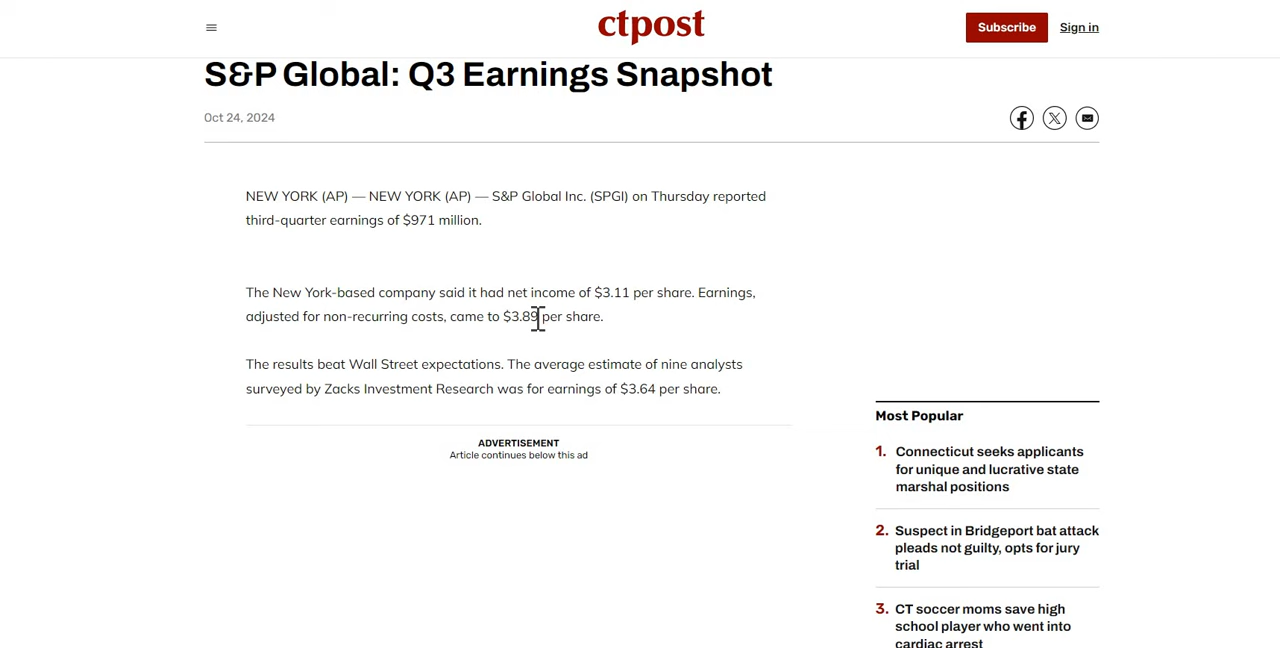 ctpost
Subscribe
Sign in
S&P Global: Q3 Earnings Snapshot
Oct 24, 2024
NEW YORK (AP) — NEW YORK (AP) — S&P Global Inc. (SPGI) on Thursday reported
third-quarter earnings of $971 million.
The New York-based company said it had net income of $3.11 per share. Earnings,
adjusted for non-recurring costs, came to $3.89 per share.
The results beat Wall Street expectations. The average estimate of nine analysts
surveyed by Zacks Investment Research was for earnings of $3.64 per share.
ADVERTISEMENT
Article continues below this ad
Most Popular
1. Connecticut seeks applicants
for unique and lucrative state
marshal positions
2. Suspect in Bridgeport bat attack
pleads not guilty, opts for jury
trial
3. CT soccer moms save high
school player who went into
cardiac arrest